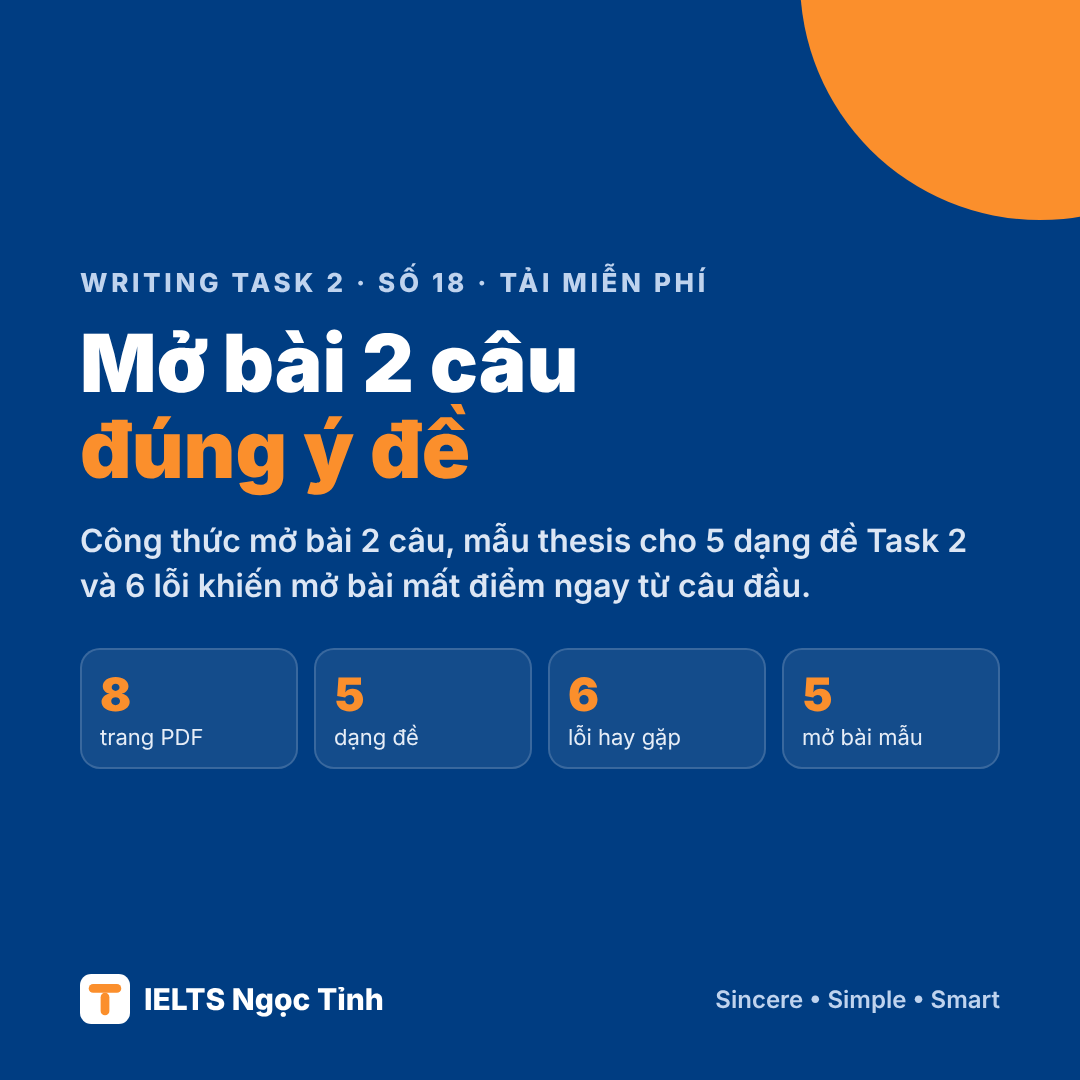 WRITING TASK 2 · SỐ 18 · TẢI MIỄN PHÍ
Mở bài 2 câu
đúng ý đề
Công thức mở bài 2 câu, mẫu thesis cho 5 dạng đề Task 2
và 6 lỗi khiến mở bài mất điểm ngay từ câu đầu.
8
trang PDF
5
dạng đề
6
lỗi hay gặp
5
mở bài mẫu
IELTS Ngọc Tỉnh
Sincere • Simple • Smart